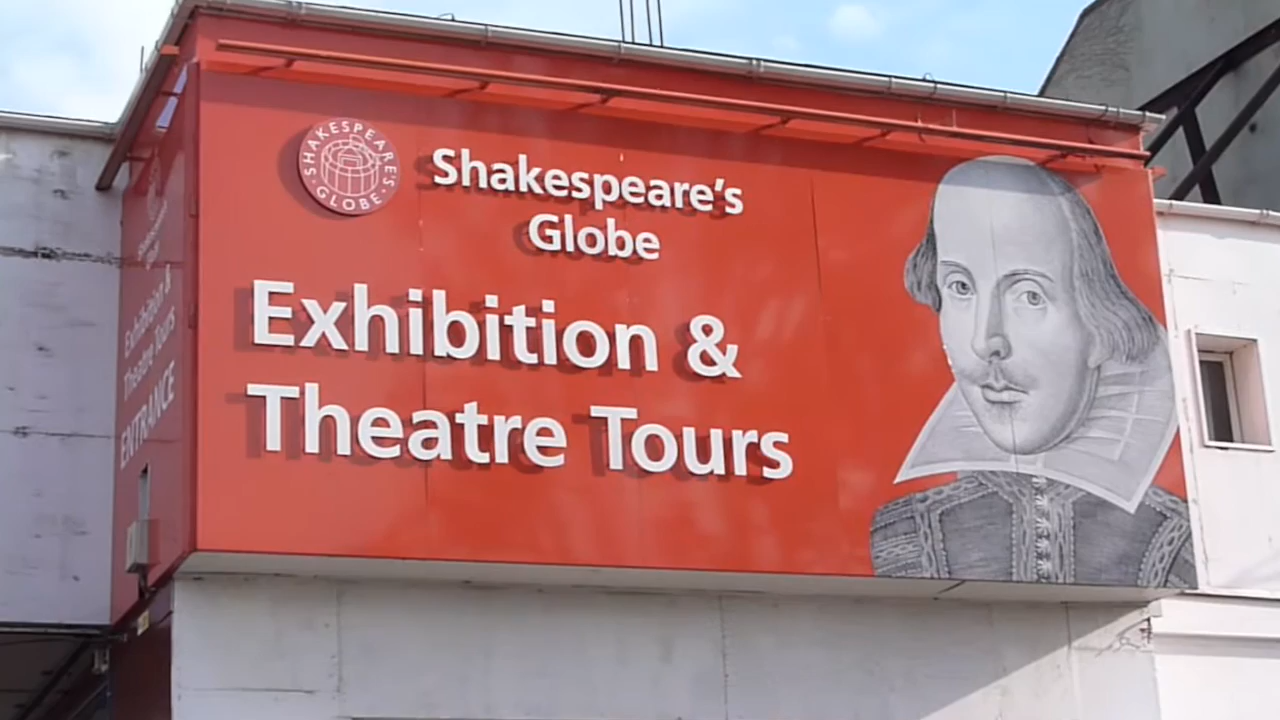 SHAKESPEARE'S
GLOBE
Shakespeare's
Globe
Exhibition &
Theatre Tours
Exhibition &
Theatre Tours
ENTRANCE